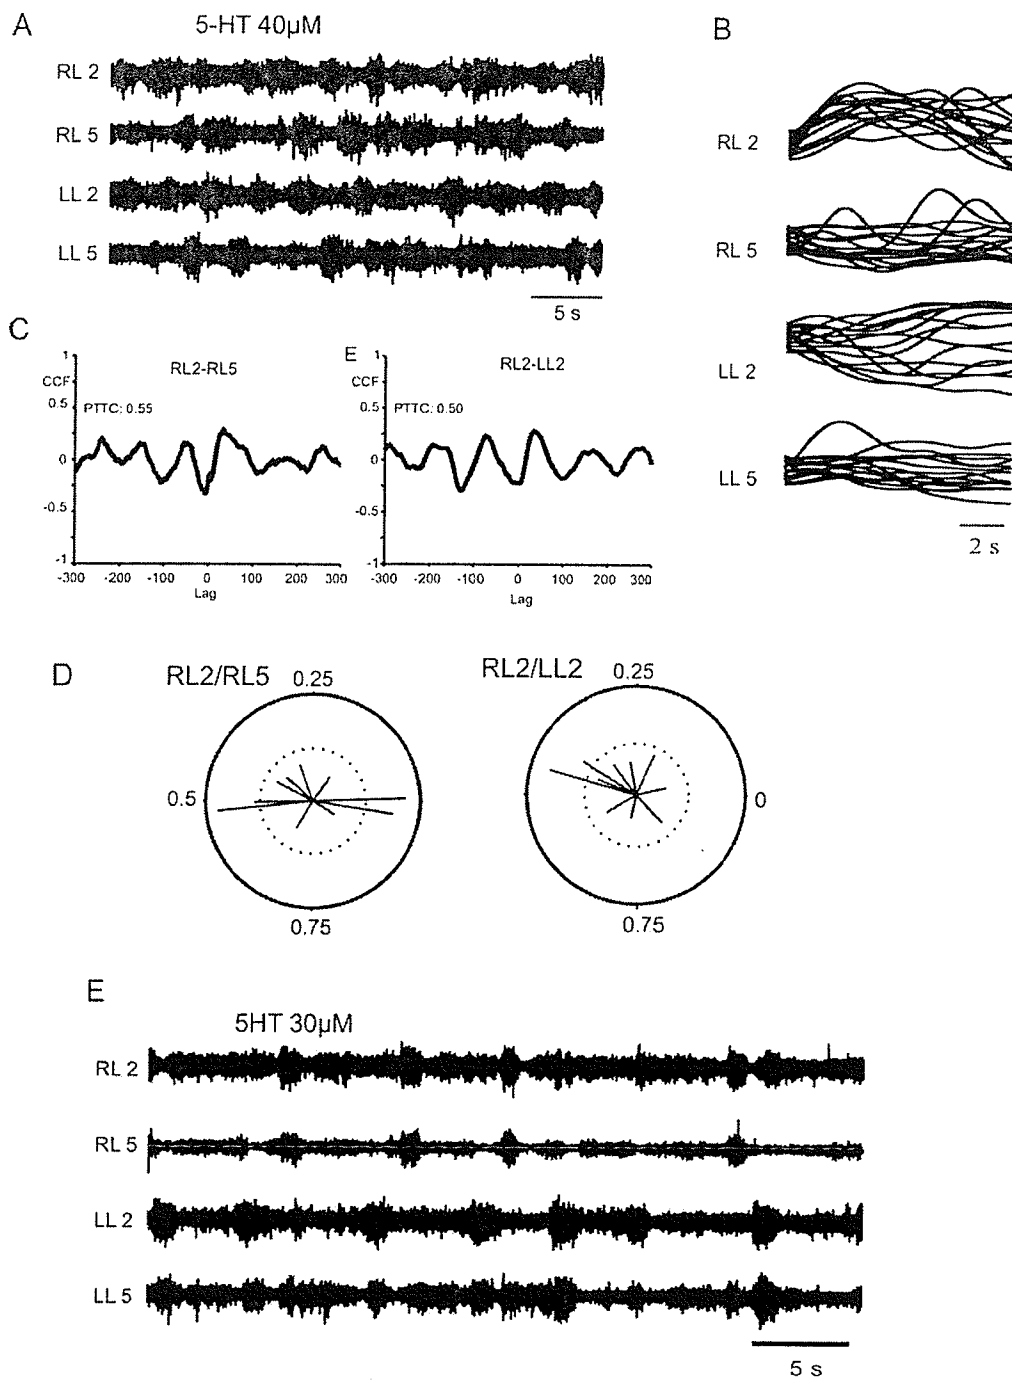 A
5-HT 40µM
RL 2
RL 5
LL 2
LL 5
5 s
B
RL 2
RL 5
LL 2
LL 5
2 s
C
1
CCF
0.5
0
-0.5
-1
RL2-RL5
PTTC: 0.55
-300 -200 -100 0 100 200 300
Lag
E
1
CCF
0.5
0
-0.5
-1
RL2-LL2
PTTC: 0.50
-300 -200 -100 0 100 200 300
Lag
D
RL2/RL5
0.25
0.5
0.75
RL2/LL2
0.25
0
0.75
E
5HT 30µM
RL 2
RL 5
LL 2
LL 5
5 s